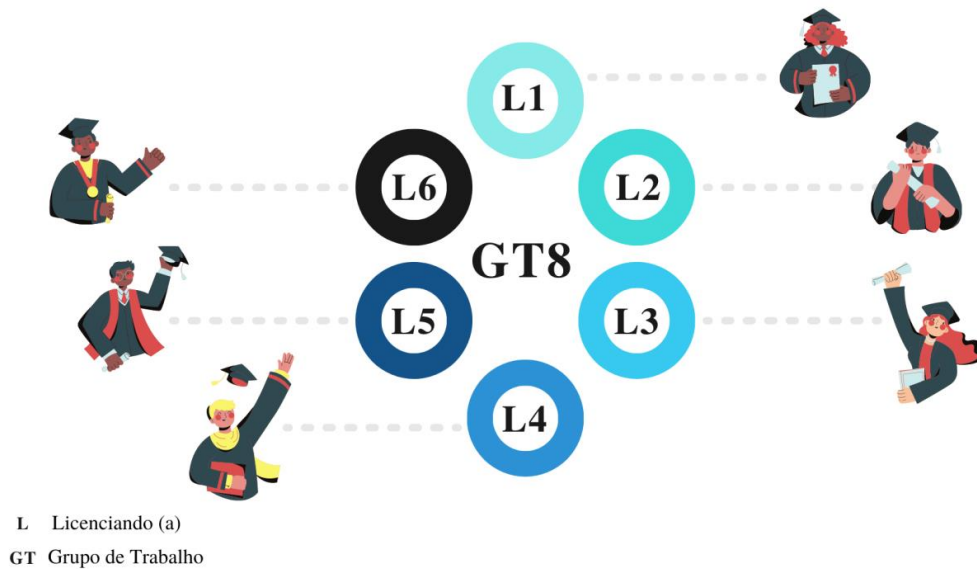 L1
L6
L2
GT8
L5
L3
L4
L Licenciando (a)
GT Grupo de Trabalho